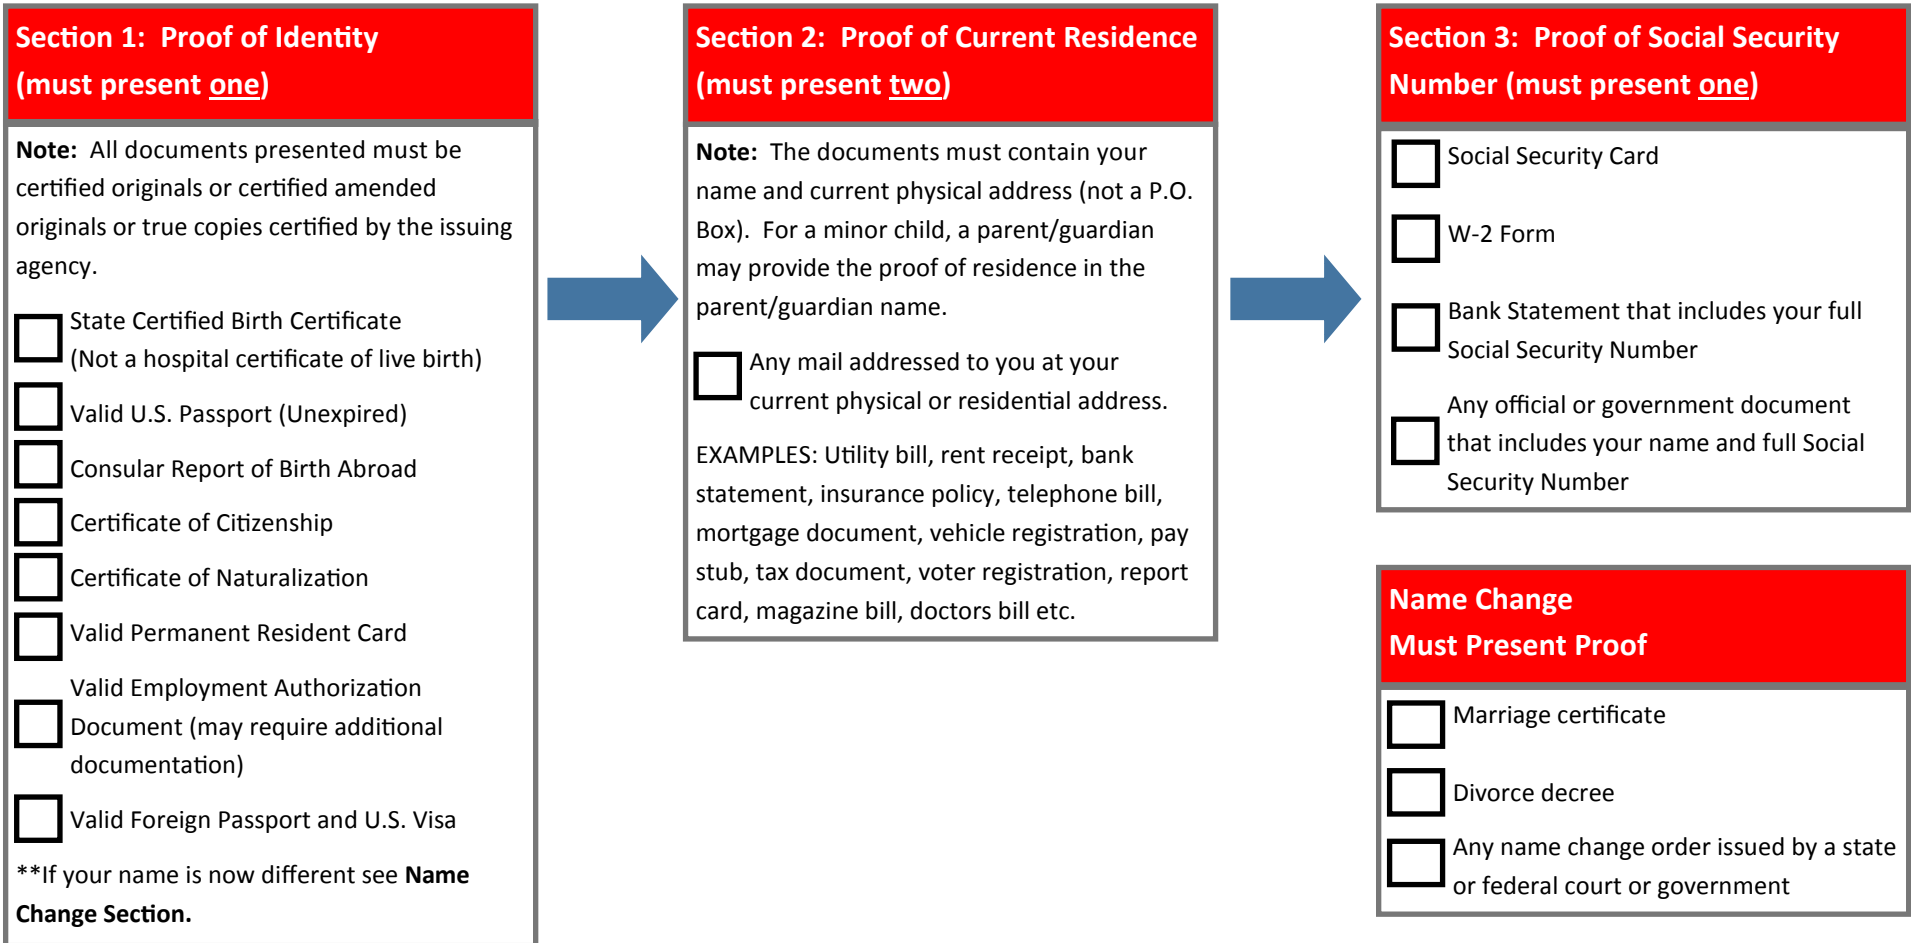 Section 1:  Proof of Identity
(must present one)
Note:  All documents presented must be
certified originals or certified amended
originals or true copies certified by the issuing
agency.
State Certified Birth Certificate
(Not a hospital certificate of live birth)
Valid U.S. Passport (Unexpired)
Consular Report of Birth Abroad
Certificate of Citizenship
Certificate of Naturalization
Valid Permanent Resident Card
Valid Employment Authorization
Document (may require additional
documentation)
Valid Foreign Passport and U.S. Visa
**If your name is now different see Name
Change Section.
Section 2:  Proof of Current Residence
(must present two)
Note:  The documents must contain your
name and current physical address (not a P.O.
Box).  For a minor child, a parent/guardian
may provide the proof of residence in the
parent/guardian name.
Any mail addressed to you at your
current physical or residential address.
EXAMPLES: Utility bill, rent receipt, bank
statement, insurance policy, telephone bill,
mortgage document, vehicle registration, pay
stub, tax document, voter registration, report
card, magazine bill, doctors bill etc.
Section 3:  Proof of Social Security
Number (must present one)
Social Security Card
W-2 Form
Bank Statement that includes your full
Social Security Number
Any official or government document
that includes your name and full Social
Security Number
Name Change
Must Present Proof
Marriage certificate
Divorce decree
Any name change order issued by a state
or federal court or government